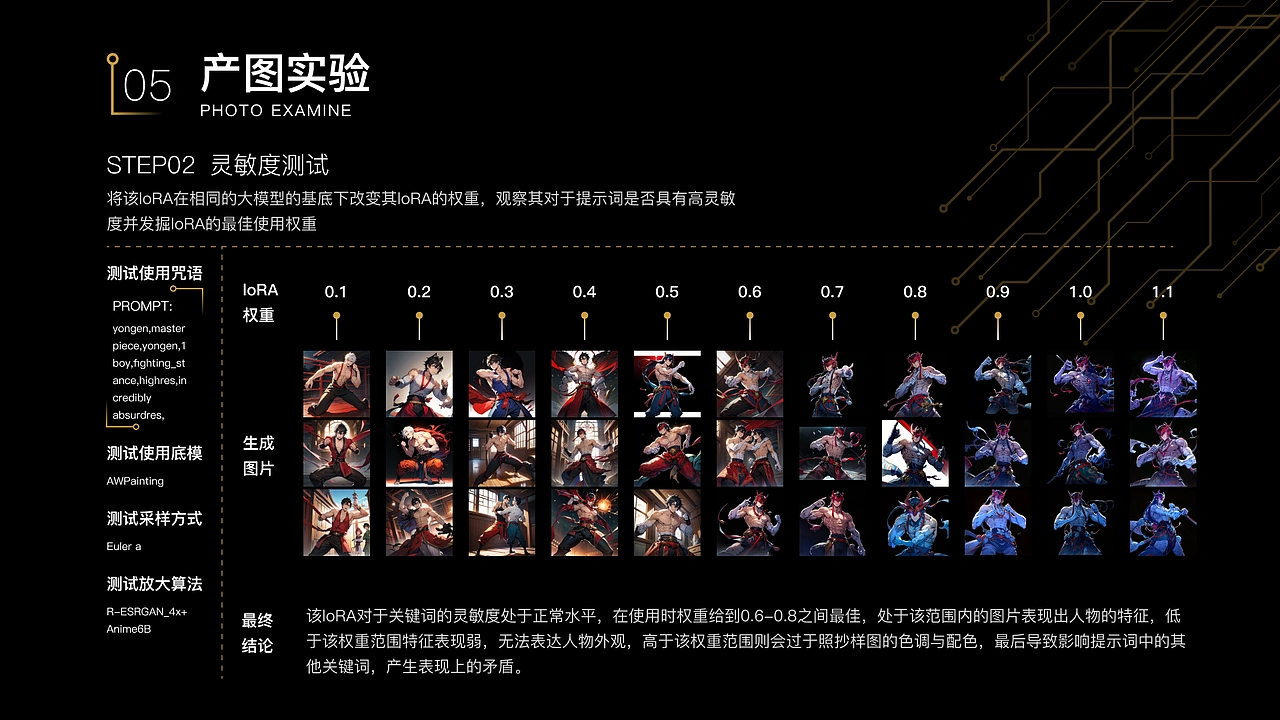 05
产图实验
PHOTO EXAMINE
STEP02 灵敏度测试
将该loRA在相同的大模型的基底下改变其loRA的权重，观察其对于提示词是否具有高灵敏
度并发掘loRA的最佳使用权重
测试使用咒语
PROMPT:
yongen,master
piece,yongen,1
boy,fighting_st
ance,highres,in
credibly
absurdres,
测试使用底模
AWPainting
测试采样方式
Euler a
测试放大算法
R-ESRGAN_4x+
Anime6B
loRA
权重
0.1 0.2 0.3 0.4 0.5 0.6 0.7 0.8 0.9 1.0 1.1
生成
图片
最终
结论
该loRA对于关键词的灵敏度处于正常水平，在使用时权重给到0.6-0.8之间最佳，处于该范围内的图片表现出人物的特征，低
于该权重范围特征表现弱，无法表达人物外观，高于该权重范围则会过于照抄样图的色调与配色，最后导致影响提示词中的其
他关键词，产生表现上的矛盾。